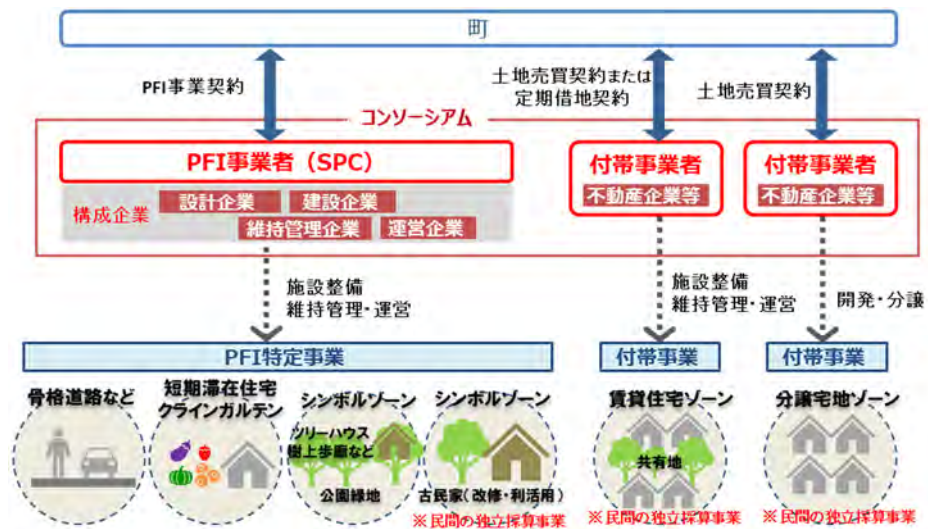 町
PFI事業契約
土地売買契約または
定期借地契約
土地売買契約
コンソーシアム
PFI事業者(SPC)
構成企業
設計企業
建設企業
維持管理企業
運営企業
付帯事業者
不動産企業等
付帯事業者
不動産企業等
施設整備
維持管理・運営
施設整備
維持管理・運営
開発・分譲
PFI特定事業
付帯事業
付帯事業
骨格道路など
短期滞在住宅
クラインガルテン
シンボルゾーン
ツリーハウス
樹上歩廊など
公園緑地
シンボルゾーン
古民家(改修・利活用)
※民間の独立採算事業
賃貸住宅ゾーン
共有地
※民間の独立採算事業
分譲宅地ゾーン
※民間の独立採算事業